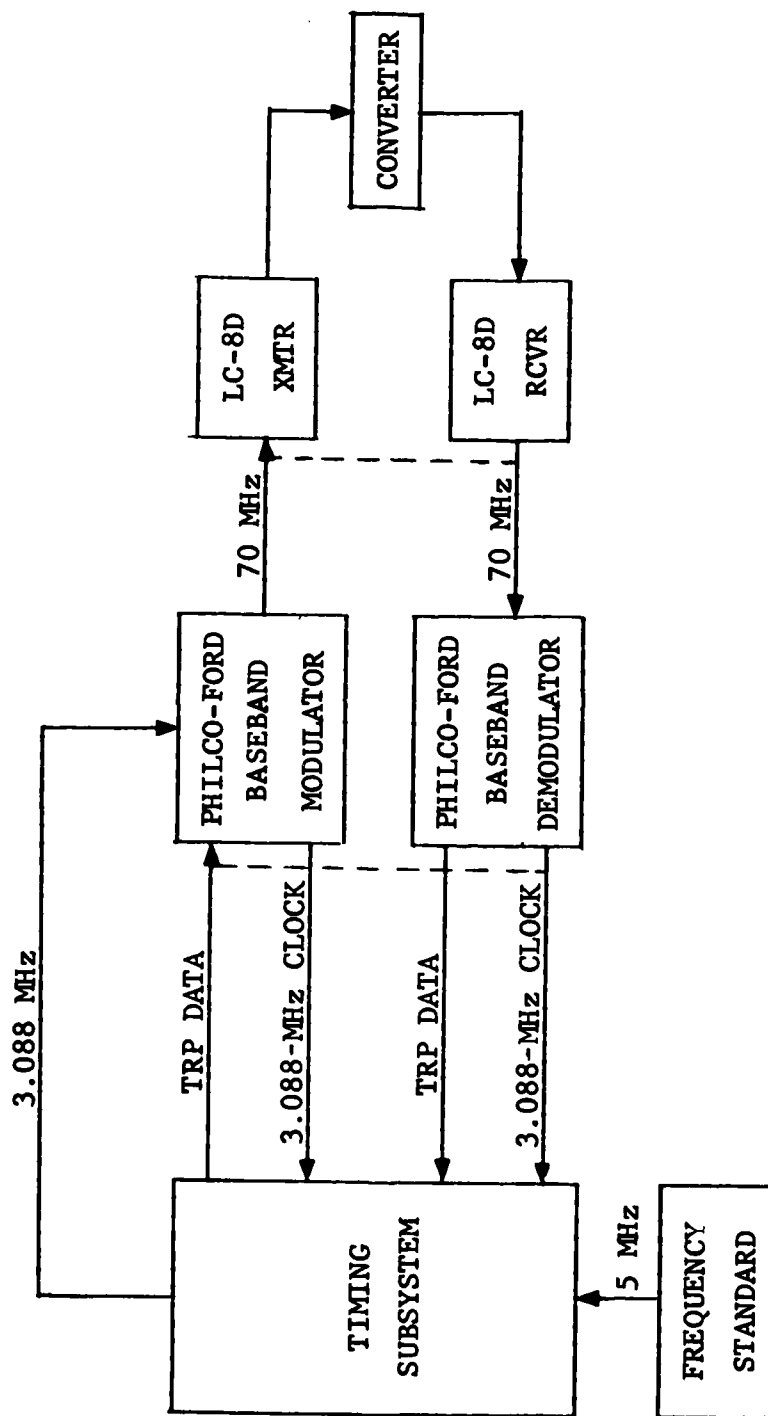 3.088 MHz
TIMING
SUBSYSTEM
5 MHz
FREQUENCY
STANDARD
TRP DATA
3.088-MHz CLOCK
TRP DATA
3.088-MHz CLOCK
PHILCO-FORD
BASEBAND
MODULATOR
PHILCO-FORD
BASEBAND
DEMODULATOR
70 MHz
70 MHz
LC-8D
XMTR
LC-8D
RCVR
CONVERTER